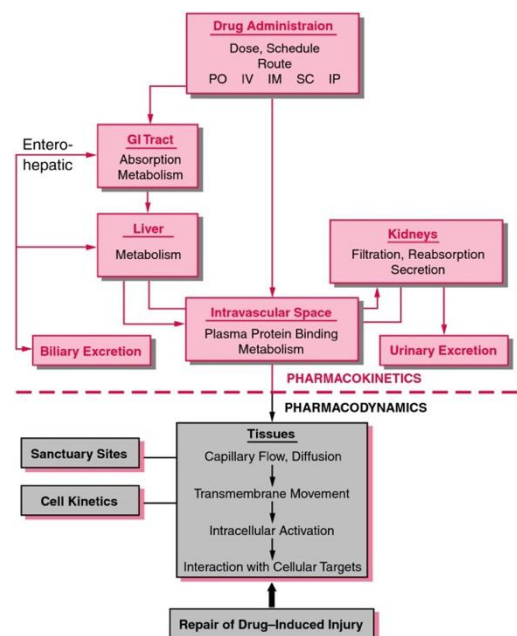 Drug Administraion
Dose, Schedule
Route
PO IV IM SC IP
Entero-
hepatic
GI Tract
Absorption
Metabolism
Liver
Metabolism
Kidneys
Filtration, Reabsorption
Secretion
Intravascular Space
Plasma Protein Binding
Metabolism
Biliary Excretion
Urinary Excretion
PHARMACOKINETICS
PHARMACODYNAMICS
Tissues
Capillary Flow, Diffusion
Transmembrane Movement
Intracellular Activation
Interaction with Cellular Targets
Sanctuary Sites
Cell Kinetics
Repair of Drug–Induced Injury